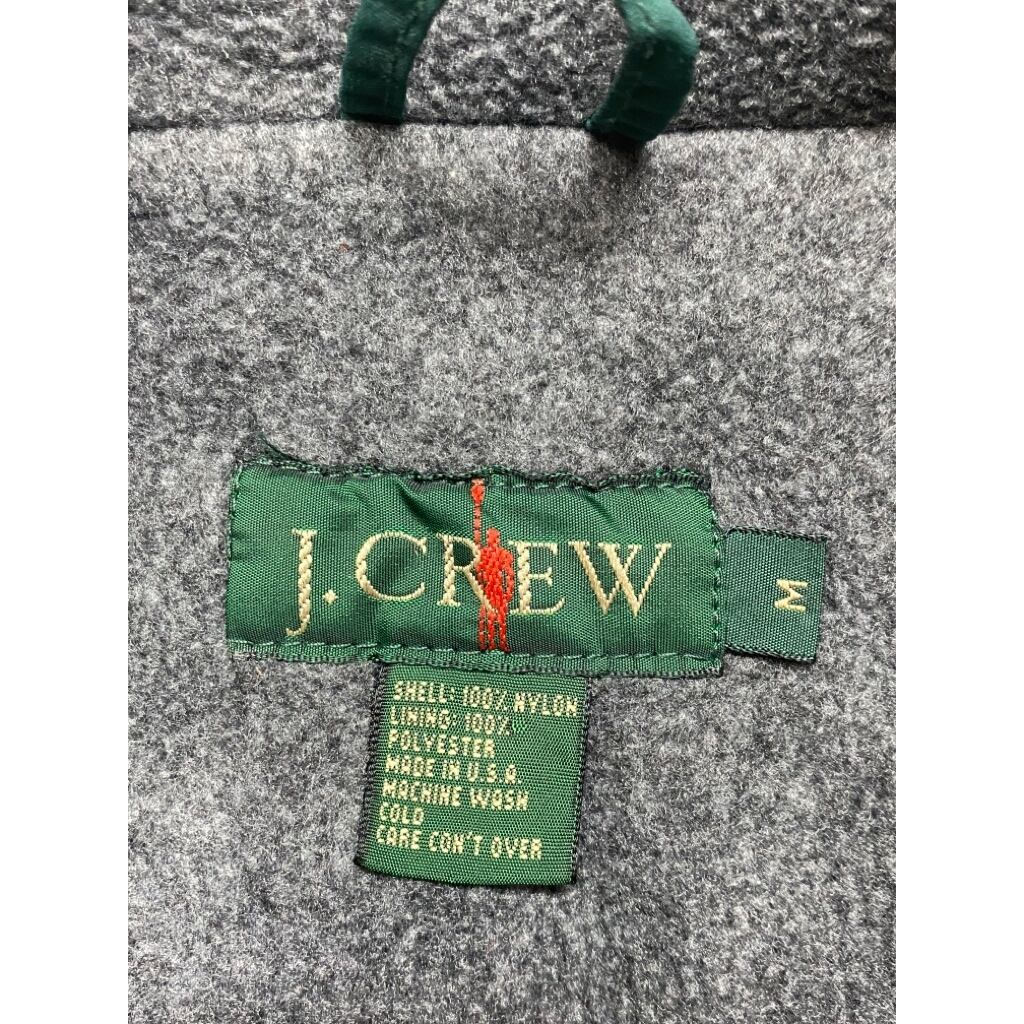 J.CREW
M
SHELL: 100% NYLON
LINING: 100%
POLYESTER
MADE IN U.S.A.
MACHINE WASH
COLD
CARE CON'T OVER